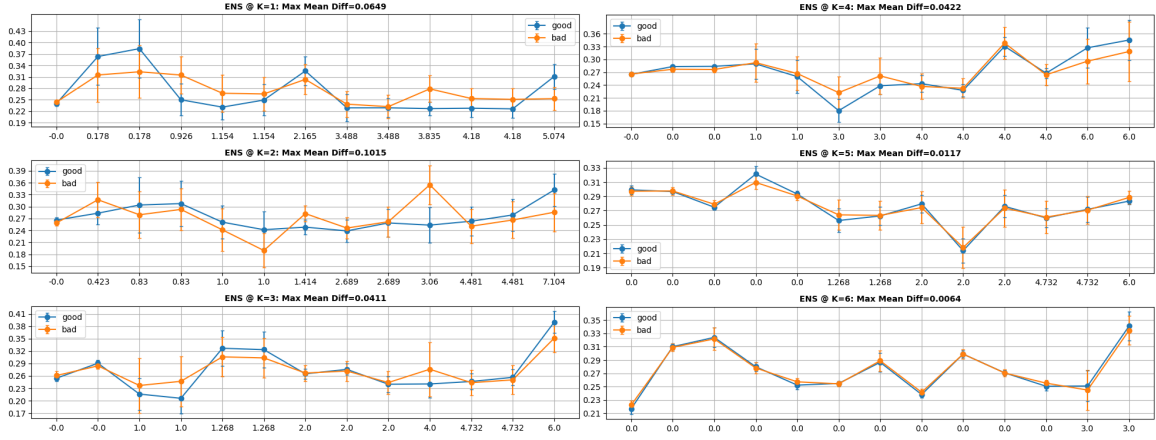 ENS @ K=1: Max Mean Diff=0.0649
0.43
0.40
0.37
0.34
0.31
0.28
0.25
0.22
0.19
good
bad
-0.0 0.178 0.178 0.926 1.154 1.154 2.165 3.488 3.488 3.835 4.18 4.18 5.074
ENS @ K=4: Max Mean Diff=0.0422
0.36
0.33
0.30
0.27
0.24
0.21
0.18
0.15
good
bad
-0.0 0.0 0.0 1.0 1.0 3.0 3.0 4.0 4.0 4.0 4.0 6.0 6.0
ENS @ K=2: Max Mean Diff=0.1015
0.39
0.36
0.33
0.30
0.27
0.24
0.21
0.18
0.15
good
bad
-0.0 0.423 0.83 0.83 1.0 1.0 1.414 2.689 2.689 3.06 4.481 4.481 7.104
ENS @ K=5: Max Mean Diff=0.0117
0.33
0.31
0.29
0.27
0.25
0.23
0.21
0.19
good
bad
0.0 0.0 0.0 0.0 0.0 1.268 1.268 2.0 2.0 2.0 4.732 4.732 6.0
ENS @ K=3: Max Mean Diff=0.0411
0.41
0.38
0.35
0.32
0.29
0.26
0.23
0.20
0.17
good
bad
-0.0 -0.0 1.0 1.0 1.268 1.268 2.0 2.0 2.0 4.0 4.732 4.732 6.0
ENS @ K=6: Max Mean Diff=0.0064
0.35
0.33
0.31
0.29
0.27
0.25
0.23
0.21
good
bad
0.0 0.0 0.0 0.0 0.0 0.0 0.0 0.0 0.0 0.0 0.0 3.0 3.0